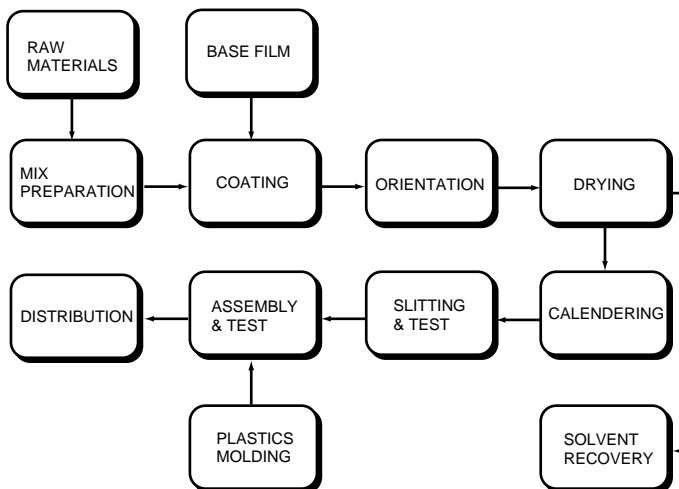 RAW
MATERIALS
BASE FILM
MIX
PREPARATION
COATING
ORIENTATION
DRYING
DISTRIBUTION
ASSEMBLY
& TEST
SLITTING
& TEST
CALENDERING
PLASTICS
MOLDING
SOLVENT
RECOVERY